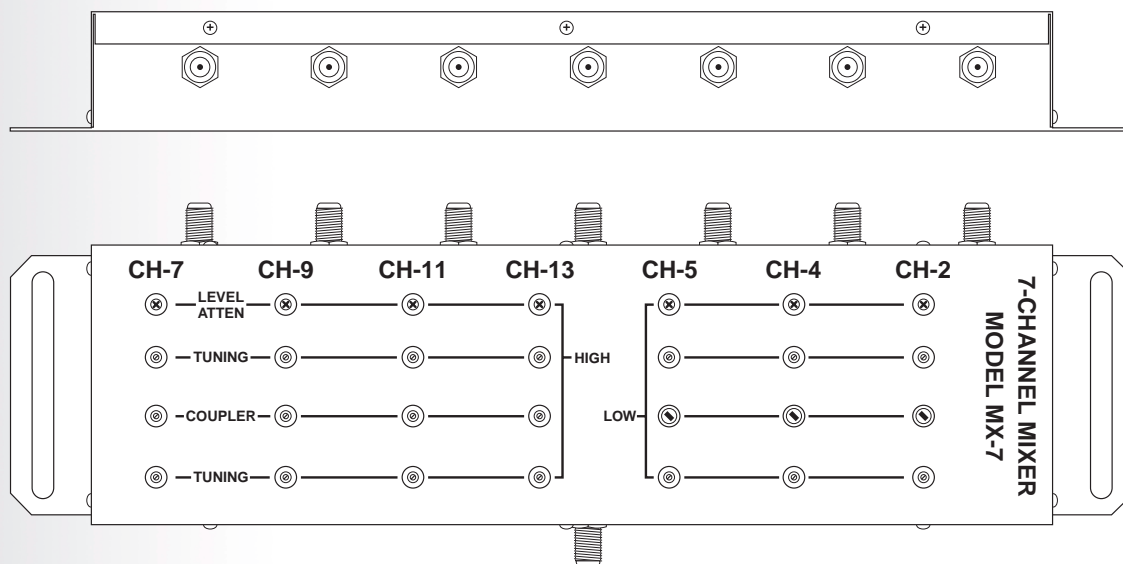 CH-7 CH-9 CH-11 CH-13 CH-5 CH-4 CH-2
LEVEL
ATTEN
TUNING
HIGH
COUPLER
LOW
TUNING
7-CHANNEL MIXER
MODEL MX-7